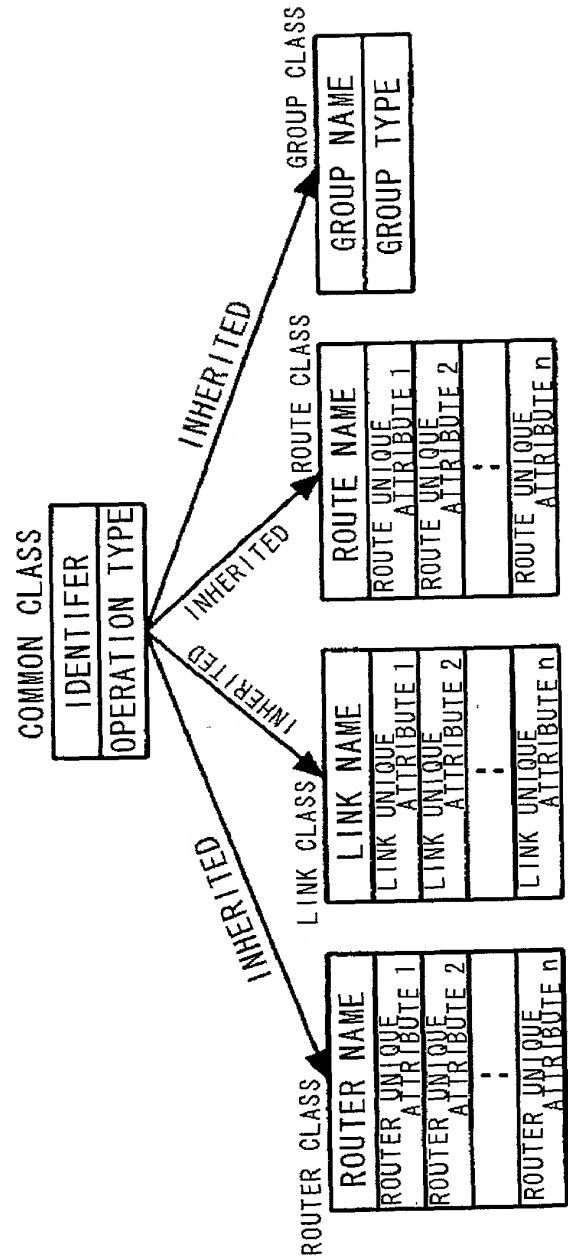 COMMON CLASS
IDENTIFER
OPERATION TYPE
INHERITED
INHERITED
INHERITED
INHERITED
ROUTER CLASS
ROUTER NAME
ROUTER UNIQUE
ATTRIBUTE 1
ROUTER UNIQUE
ATTRIBUTE 2
:
ROUTER UNIQUE
ATTRIBUTE n
LINK CLASS
LINK NAME
LINK UNIQUE
ATTRIBUTE 1
LINK UNIQUE
ATTRIBUTE 2
:
LINK UNIQUE
ATTRIBUTE n
ROUTE CLASS
ROUTE NAME
ROUTE UNIQUE
ATTRIBUTE 1
ROUTE UNIQUE
ATTRIBUTE 2
:
ROUTE UNIQUE
ATTRIBUTE n
GROUP CLASS
GROUP NAME
GROUP TYPE